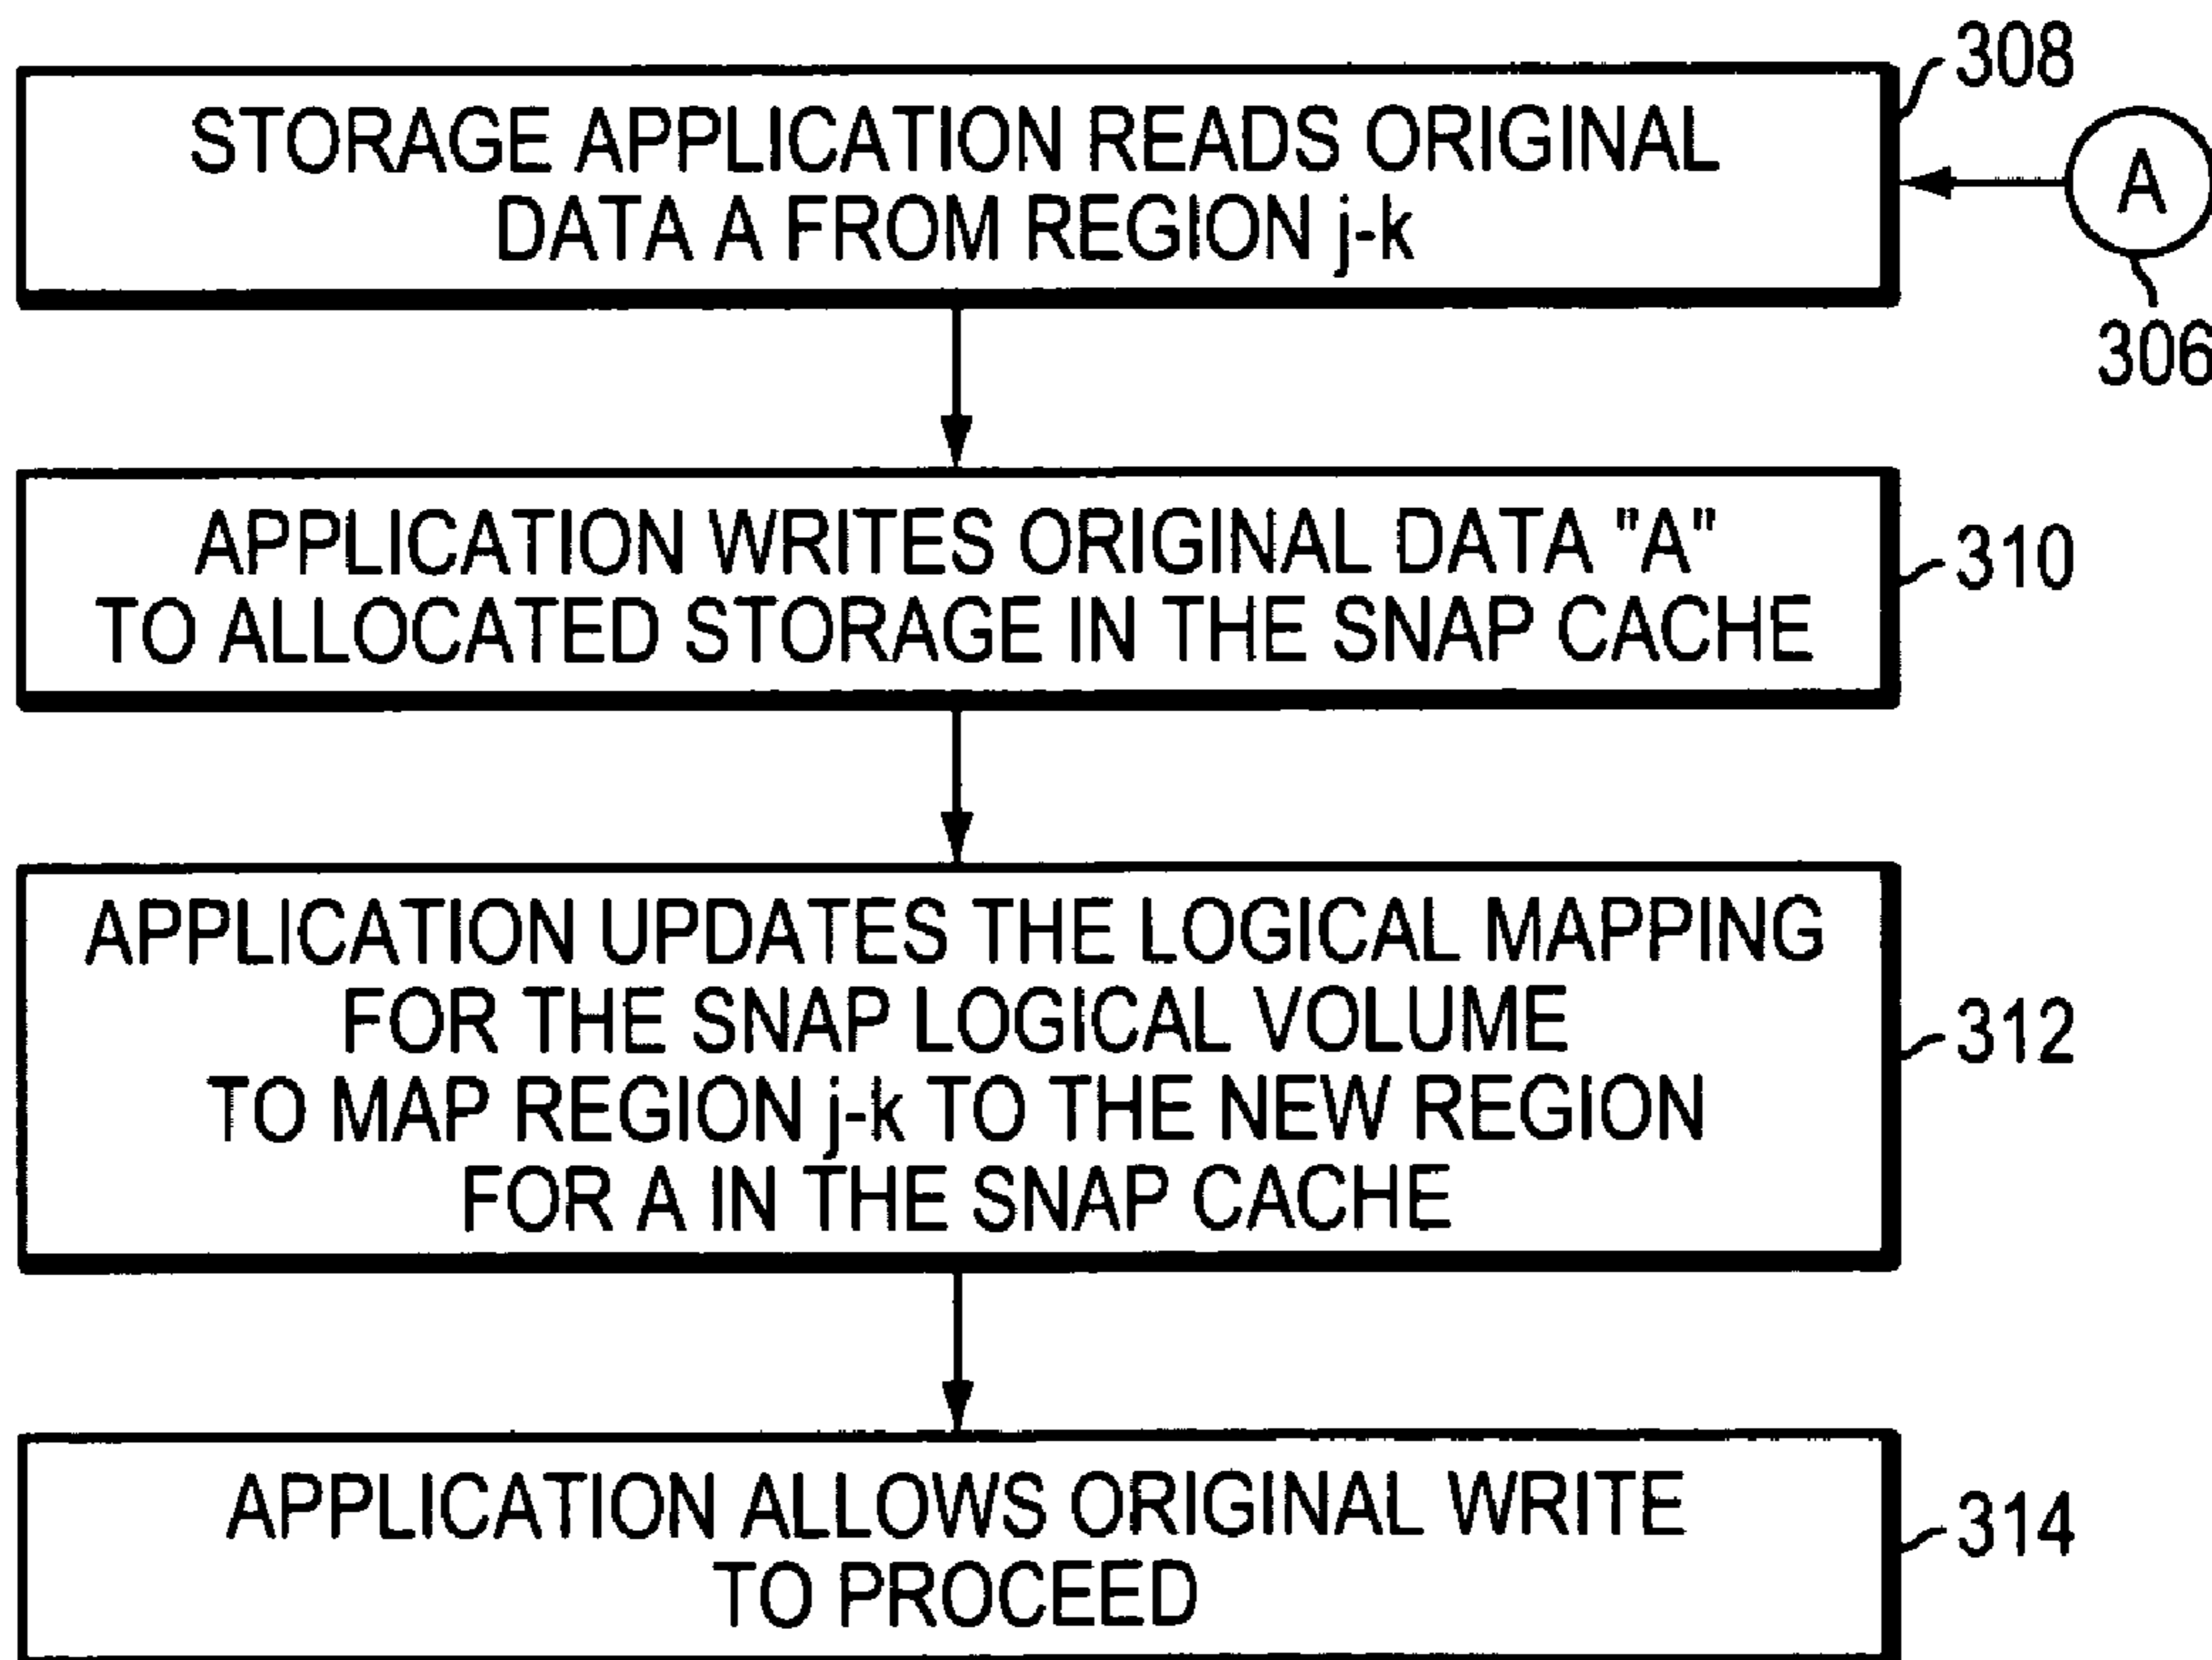 308
STORAGE APPLICATION READS ORIGINAL
DATA A FROM REGION j-k
A
306
APPLICATION WRITES ORIGINAL DATA "A"
TO ALLOCATED STORAGE IN THE SNAP CACHE
310
APPLICATION UPDATES THE LOGICAL MAPPING
FOR THE SNAP LOGICAL VOLUME
TO MAP REGION j-k TO THE NEW REGION
FOR A IN THE SNAP CACHE
312
APPLICATION ALLOWS ORIGINAL WRITE
TO PROCEED
314